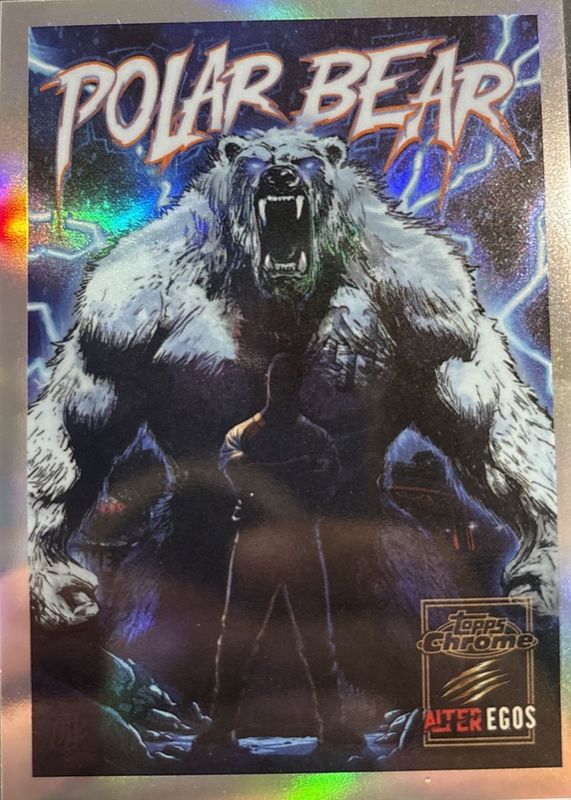 POLAR BEAR
topps
Chrome
ALTER EGOS